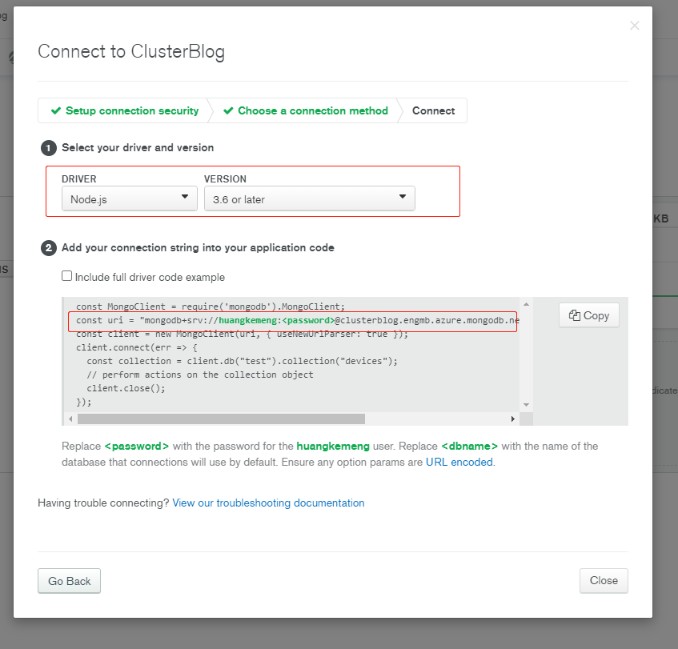 ×
Connect to ClusterBlog
✔ Setup connection security
✔ Choose a connection method
Connect
1 Select your driver and version
DRIVER VERSION
Node.js 3.6 or later
2 Add your connection string into your application code
Include full driver code example
const MongoClient = require('mongodb').MongoClient;
const uri = "mongodb+srv://huangkemeng:<password>@clusterblog.engmb.azure.mongodb.ne
const client = new MongoClient(uri, { useNewUrlParser: true });
client.connect(err => {
const collection = client.db("test").collection("devices");
// perform actions on the collection object
client.close();
});
Copy
Replace <password> with the password for the huangkemeng user. Replace <dbname> with the name of the
database that connections will use by default. Ensure any option params are URL encoded.
Having trouble connecting? View our troubleshooting documentation
Go Back
Close
KB